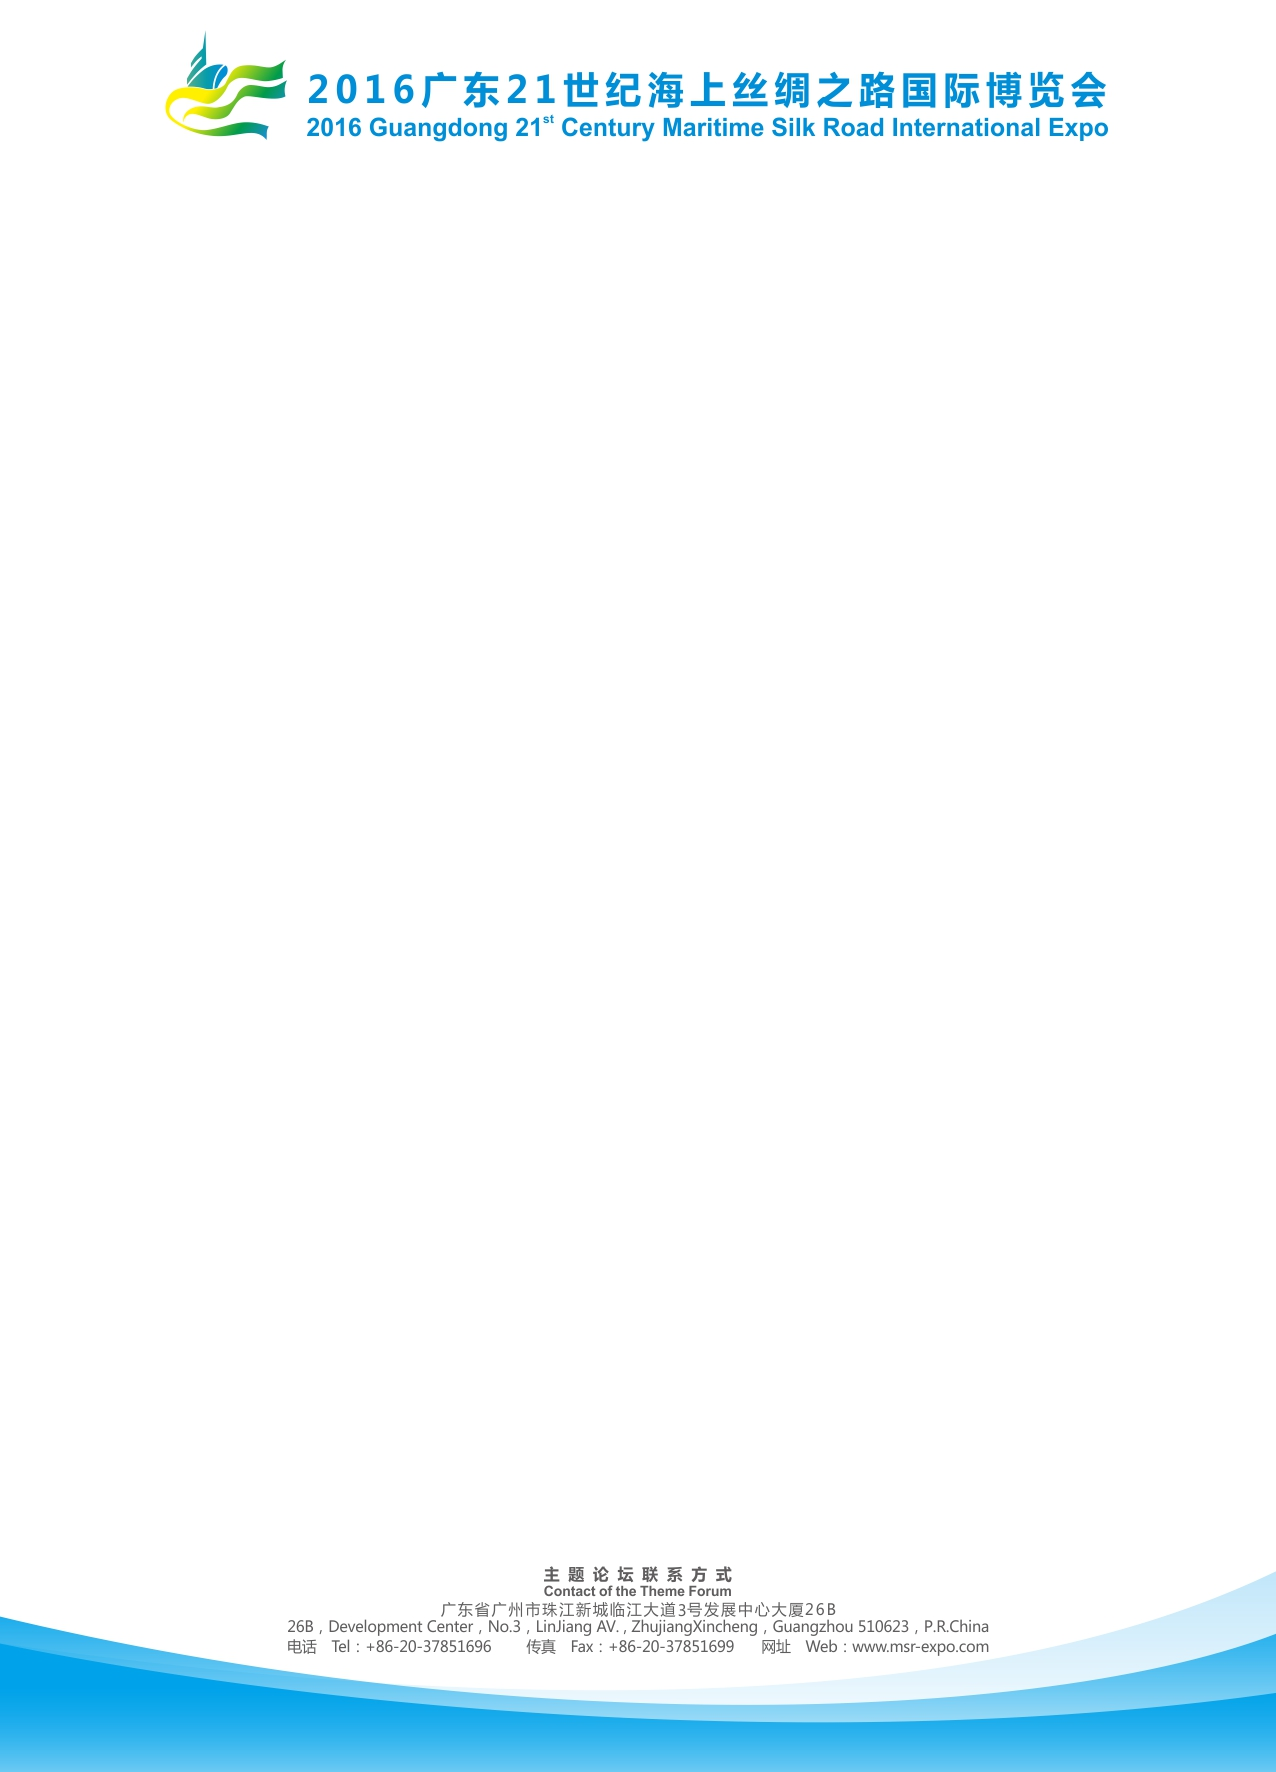 2016广东21世纪海上丝绸之路国际博览会
2016 Guangdong 21st Century Maritime Silk Road International Expo
主题论坛联系方式
Contact of the Theme Forum
广东省广州市珠江新城临江大道3号发展中心大厦26B
26B，Development Center，No.3，LinJiang AV.，ZhujiangXincheng，Guangzhou 510623，P.R.China
电话 Tel：+86-20-37851696 传真 Fax：+86-20-37851699 网址 Web：www.msr-expo.com